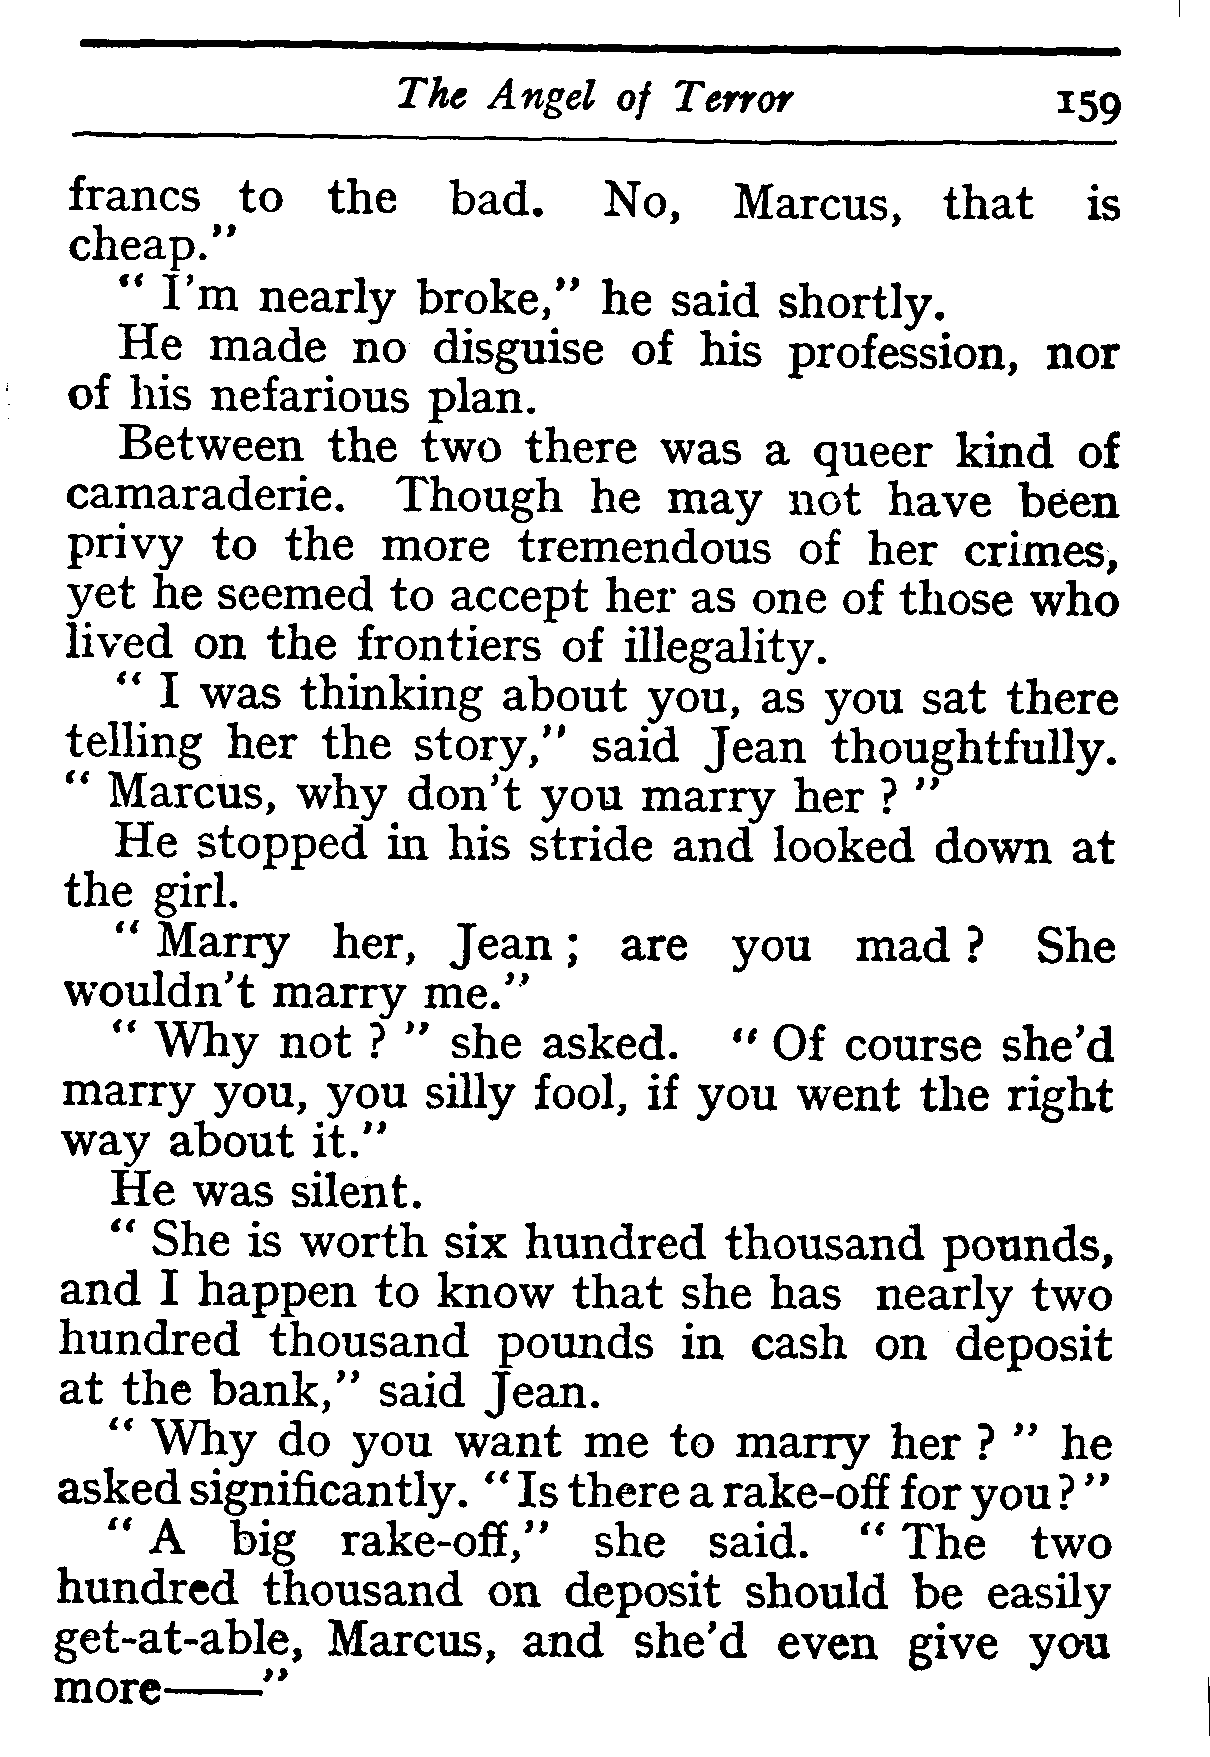 The Angel of Terror 159
francs to the bad. No, Marcus, that is
cheap."
" I'm nearly broke," he said shortly.
He made no disguise of his profession, nor
of his nefarious plan.
Between the two there was a queer kind of
camaraderie. Though he may not have been
privy to the more tremendous of her crimes,
yet he seemed to accept her as one of those who
lived on the frontiers of illegality.
" I was thinking about you, as you sat there
telling her the story," said Jean thoughtfully.
" Marcus, why don't you marry her ? "
He stopped in his stride and looked down at
the girl.
" Marry her, Jean ; are you mad ? She
wouldn't marry me."
" Why not ? " she asked. " Of course she'd
marry you, you silly fool, if you went the right
way about it."
He was silent.
" She is worth six hundred thousand pounds,
and I happen to know that she has nearly two
hundred thousand pounds in cash on deposit
at the bank," said Jean.
" Why do you want me to marry her ? " he
asked significantly. " Is there a rake-off for you ? "
" A big rake-off," she said. " The two
hundred thousand on deposit should be easily
get-at-able, Marcus, and she'd even give you
more——"